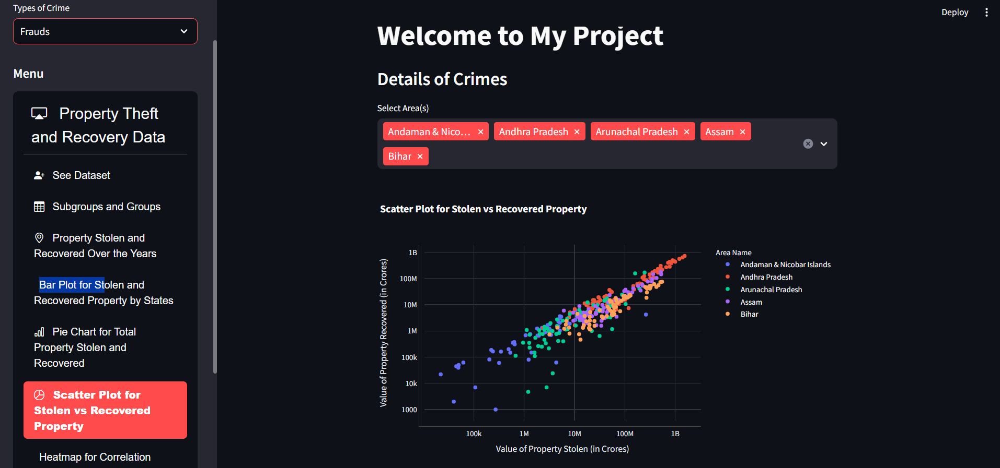 Types of Crime
Frauds
Menu
Property Theft
and Recovery Data
See Dataset
Subgroups and Groups
Property Stolen and
Recovered Over the Years
Bar Plot for Stolen and
Recovered Property by States
Pie Chart for Total
Property Stolen and
Recovered
Scatter Plot for
Stolen vs Recovered
Property
Heatmap for Correlation
Deploy
Welcome to My Project
Details of Crimes
Select Area(s)
Andaman & Nico...
Andhra Pradesh
Arunachal Pradesh
Assam
Bihar
Scatter Plot for Stolen vs Recovered Property
Value of Property Recovered (in Crores)
1B
100M
10M
1M
100k
10k
1000
100k
1M
10M
100M
1B
Value of Property Stolen (in Crores)
Area Name
Andaman & Nicobar Islands
Andhra Pradesh
Arunachal Pradesh
Assam
Bihar